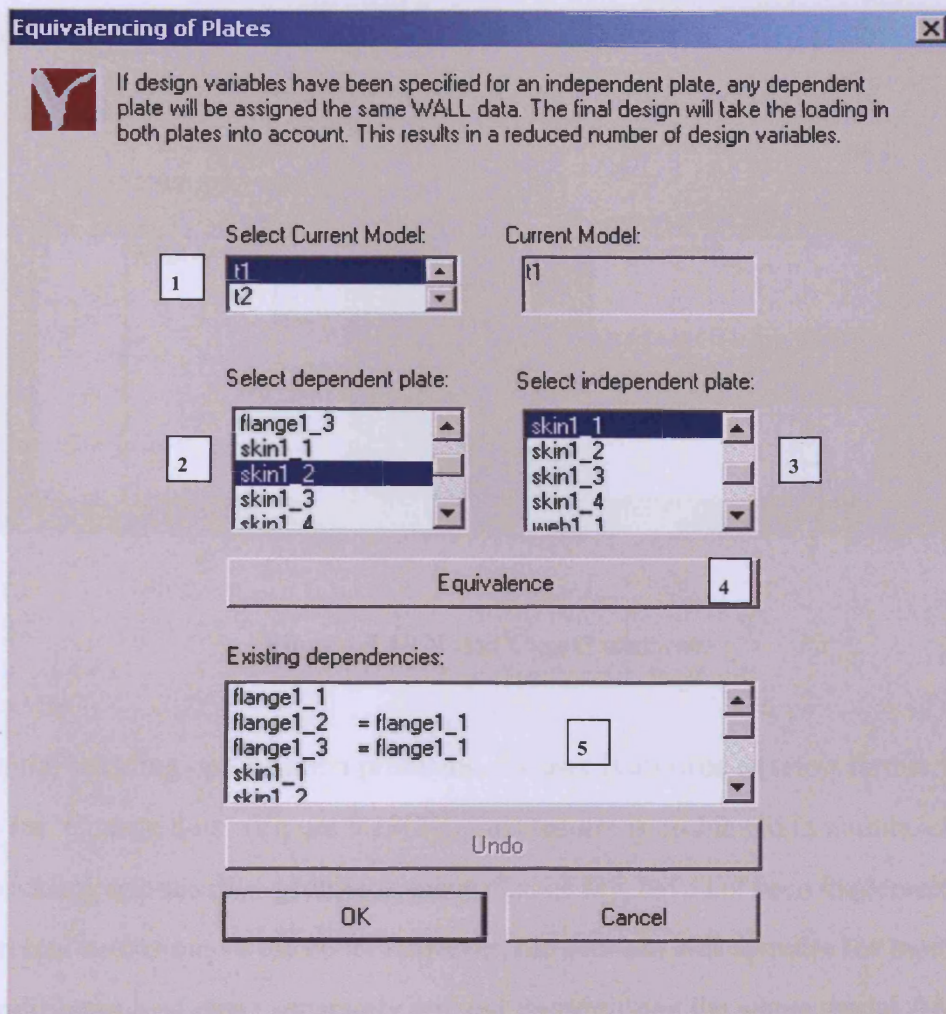 Equivalencing of Plates
If design variables have been specified for an independent plate, any dependent
plate will be assigned the same WALL data. The final design will take the loading in
both plates into account. This results in a reduced number of design variables.
Select Current Model:
Current Model:
1
t1
t2
t1
Select dependent plate:
Select independent plate:
2
flange1_3
skin1_1
skin1_2
skin1_3
skin1_4
skin1_1
skin1_2
skin1_3
skin1_4
web1_1
3
Equivalence
4
Existing dependencies:
flange1_1
flange1_2 = flange1_1
flange1_3 = flange1_1
skin1_1
skin1_2
5
Undo
OK
Cancel